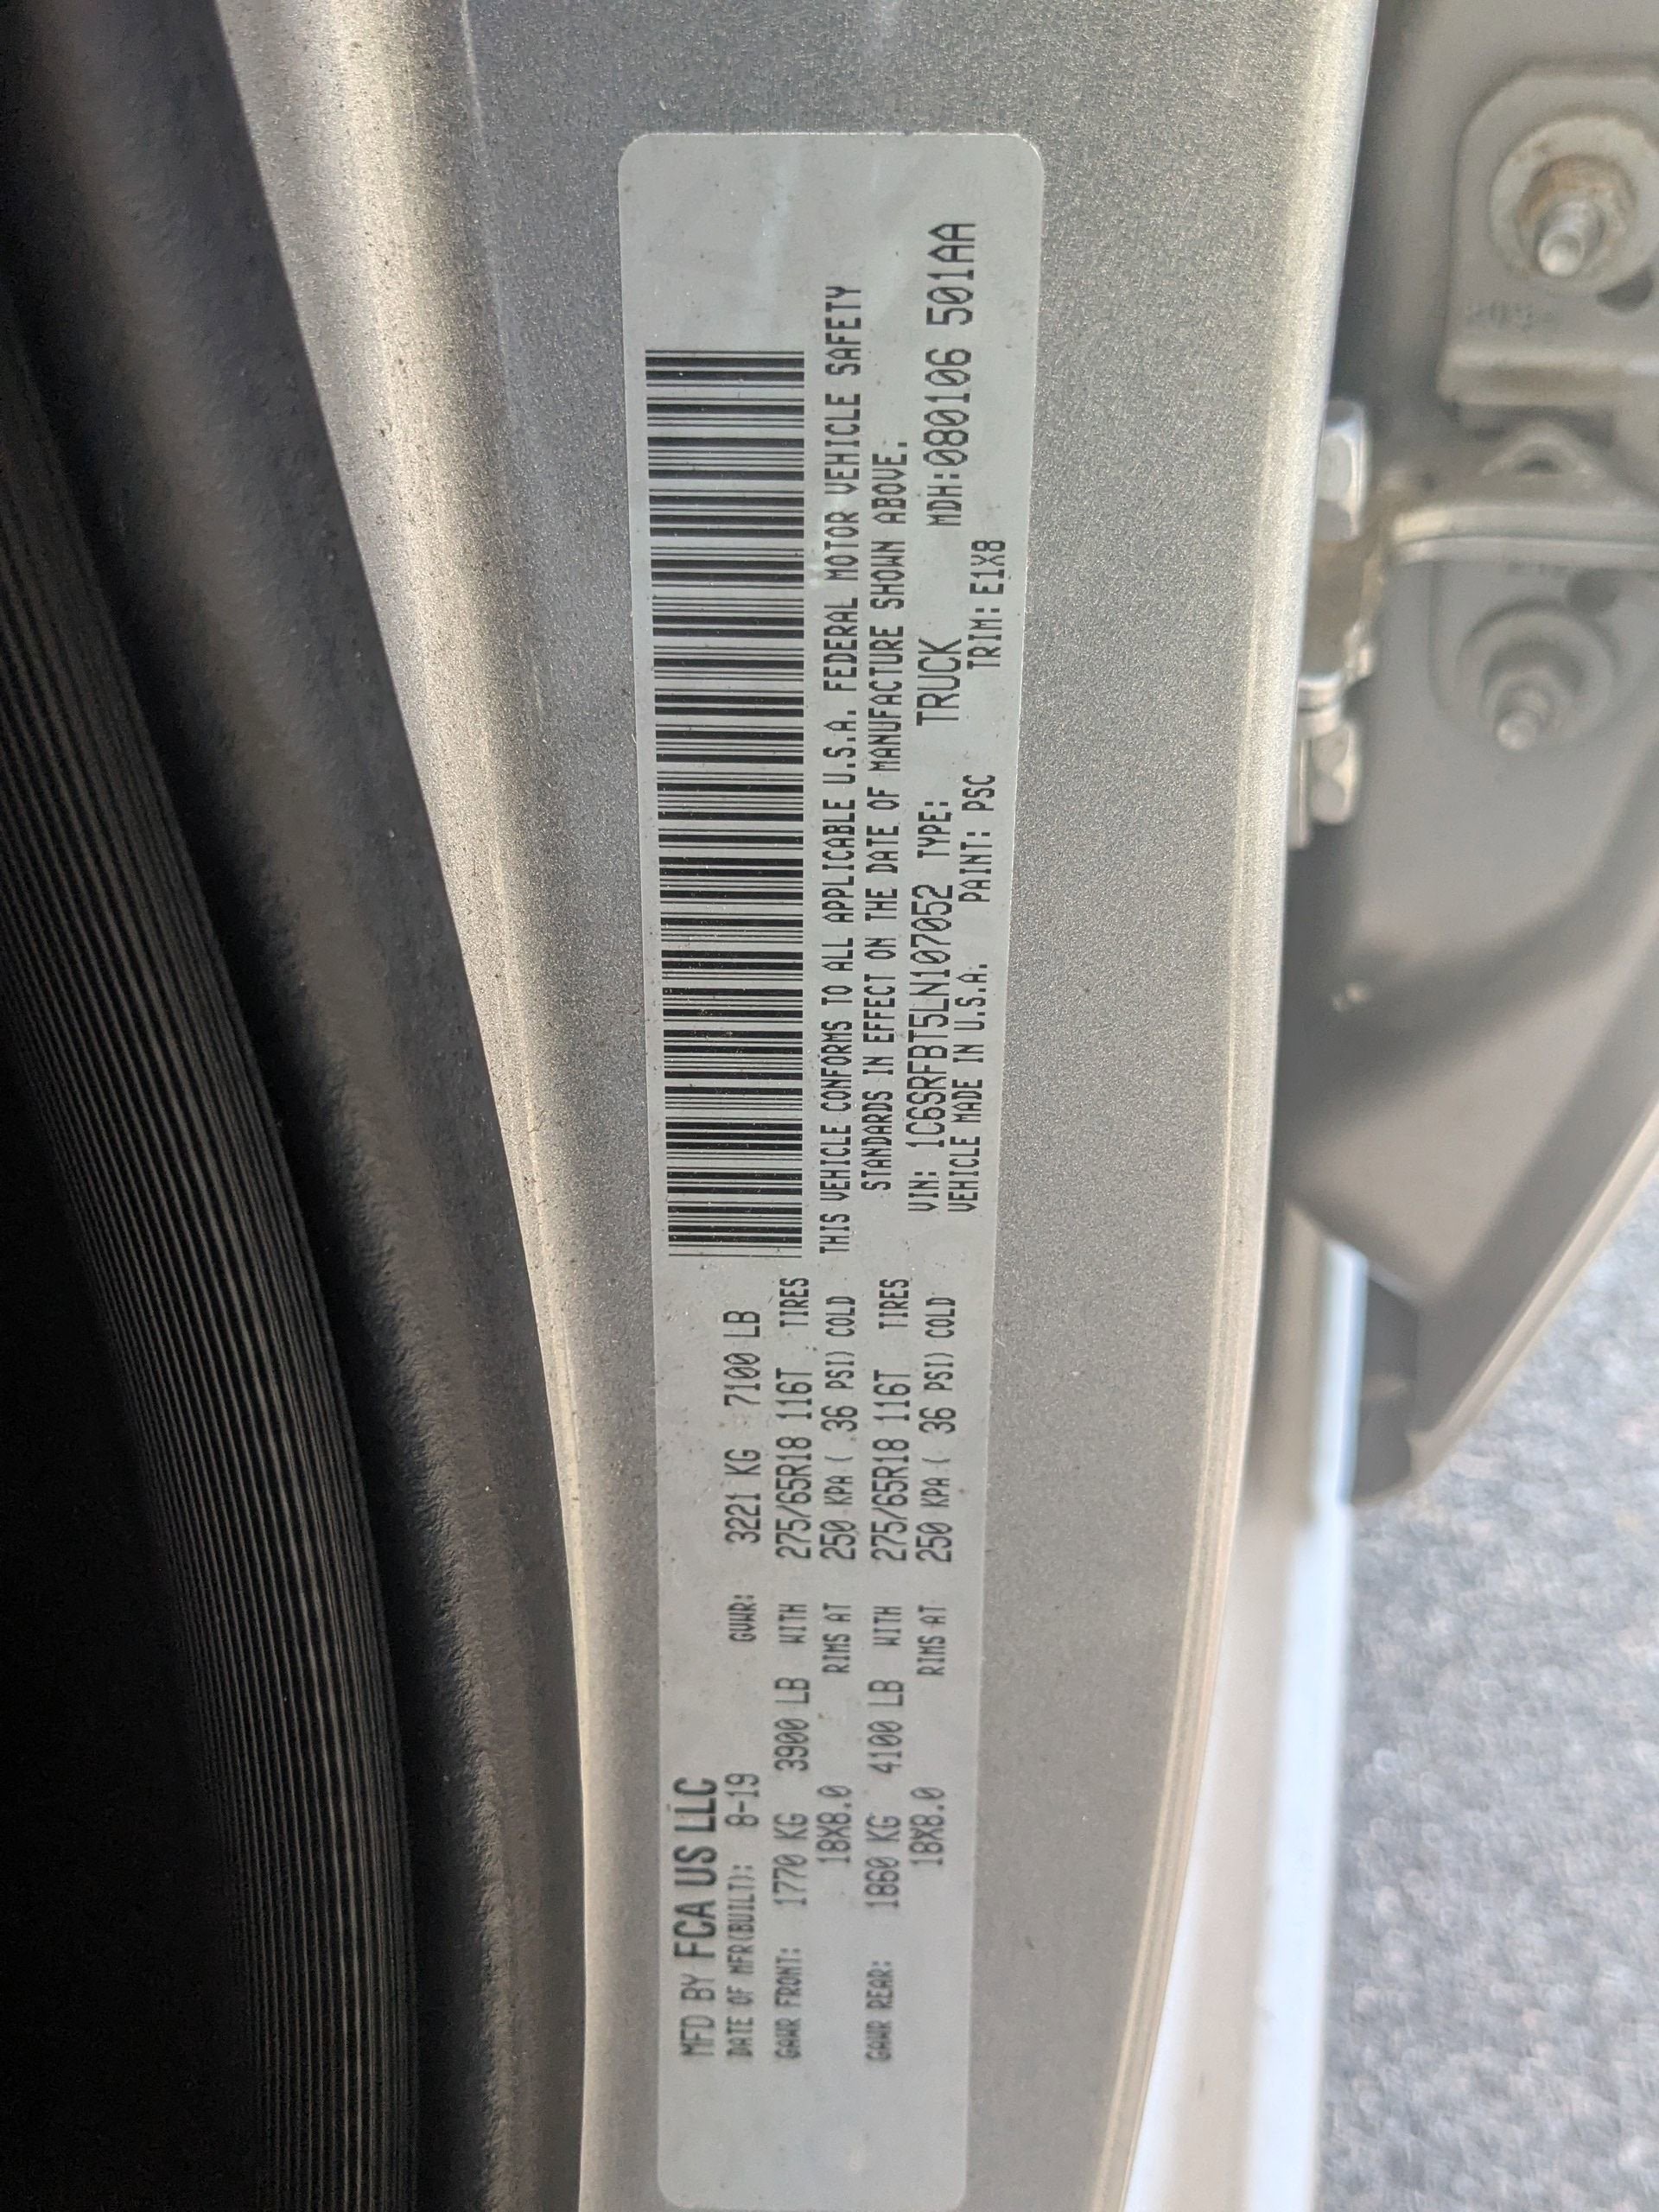 MFD BY FCA US LLC
DATE OF MFR(BUILT): 8-19 GVWR: 3221 KG 7100 LB
GAWR FRONT: 1770 KG 3900 LB WITH 275/65R18 116T TIRES
18X8.0 RIMS AT 250 KPA ( 36 PSI) COLD
GAWR REAR: 1860 KG 4100 LB WITH 275/65R18 116T TIRES
18X8.0 RIMS AT 250 KPA ( 36 PSI) COLD
THIS VEHICLE CONFORMS TO ALL APPLICABLE U.S.A. FEDERAL MOTOR VEHICLE SAFETY
STANDARDS IN EFFECT ON THE DATE OF MANUFACTURE SHOWN ABOVE.
VIN: 1C6SRFBT5LN107052 TYPE: TRUCK MDH:080106 501AA
VEHICLE MADE IN U.S.A. PAINT: PSC TRIM: E1X8